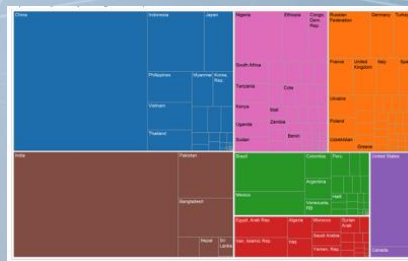 China
Indonesia
Japan
Philippines
Myanmar
Korea, Rep.
Vietnam
Thailand
Nigeria
Ethiopia
Congo, Dem. Rep.
South Africa
Tanzania
Kenya
Mali
Uganda
Zambia
Sudan
Benin
Russian Federation
Germany
France
United Kingdom
Italy
Ukraine
Poland
Uzbekistan
Greece
India
Pakistan
Bangladesh
Nepal
Sri Lanka
Brazil
Mexico
Colombia
Peru
Argentina
Haiti
Venezuela, RB
Egypt, Arab Rep.
Iran, Islamic Rep.
Algeria
Iraq
Morocco
Saudi Arabia
Yemen, Rep.
Syrian Arab
United States
Canada